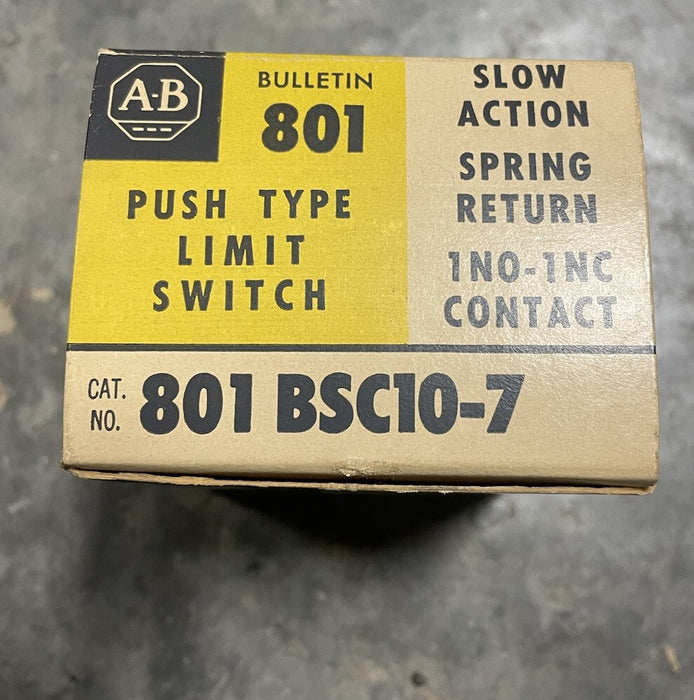 A-B
BULLETIN
801
PUSH TYPE
LIMIT
SWITCH
SLOW
ACTION
SPRING
RETURN
1NO-1NC
CONTACT
CAT.
NO. 801 BSC10-7